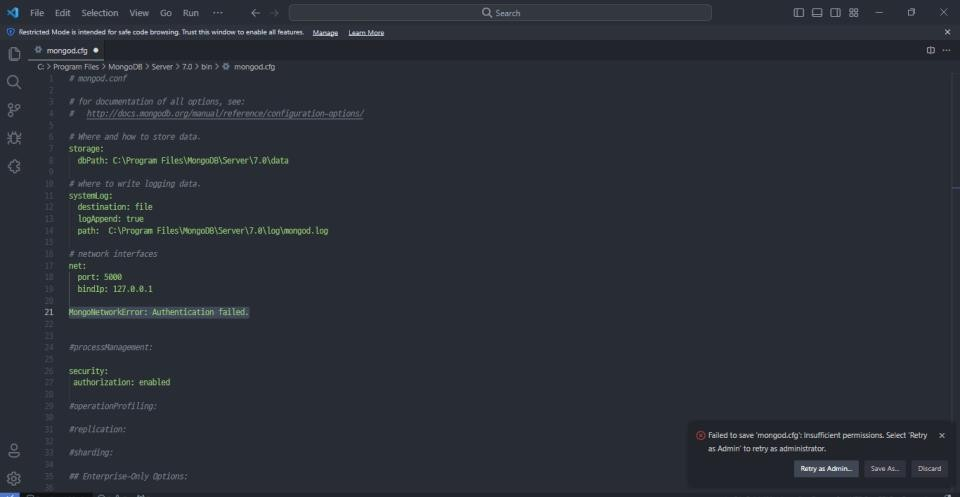 File Edit Selection View Go Run ···
Search
Restricted Mode is intended for safe code browsing. Trust this window to enable all features. Manage Learn More
mongod.cfg
C: > Program Files > MongoDB > Server > 7.0 > bin > mongod.cfg
1 # mongod.conf
2
3 # for documentation of all options, see:
4 #   http://docs.mongodb.org/manual/reference/configuration-options/
5
6 # Where and how to store data.
7 storage:
8   dbPath: C:\Program Files\MongoDB\Server\7.0\data
9
10 # where to write logging data.
11 systemLog:
12   destination: file
13   logAppend: true
14   path:  C:\Program Files\MongoDB\Server\7.0\log\mongod.log
15
16 # network interfaces
17 net:
18   port: 5000
19   bindIp: 127.0.0.1
20
21 MongoNetworkError: Authentication failed.
22
23
24 #processManagement:
25
26 security:
27  authorization: enabled
28
29 #operationProfiling:
30
31 #replication:
32
33 #sharding:
34
35 ## Enterprise-Only Options:
36
Failed to save 'mongod.cfg': Insufficient permissions. Select 'Retry
as Admin' to retry as administrator.
Retry as Admin... Save As... Discard